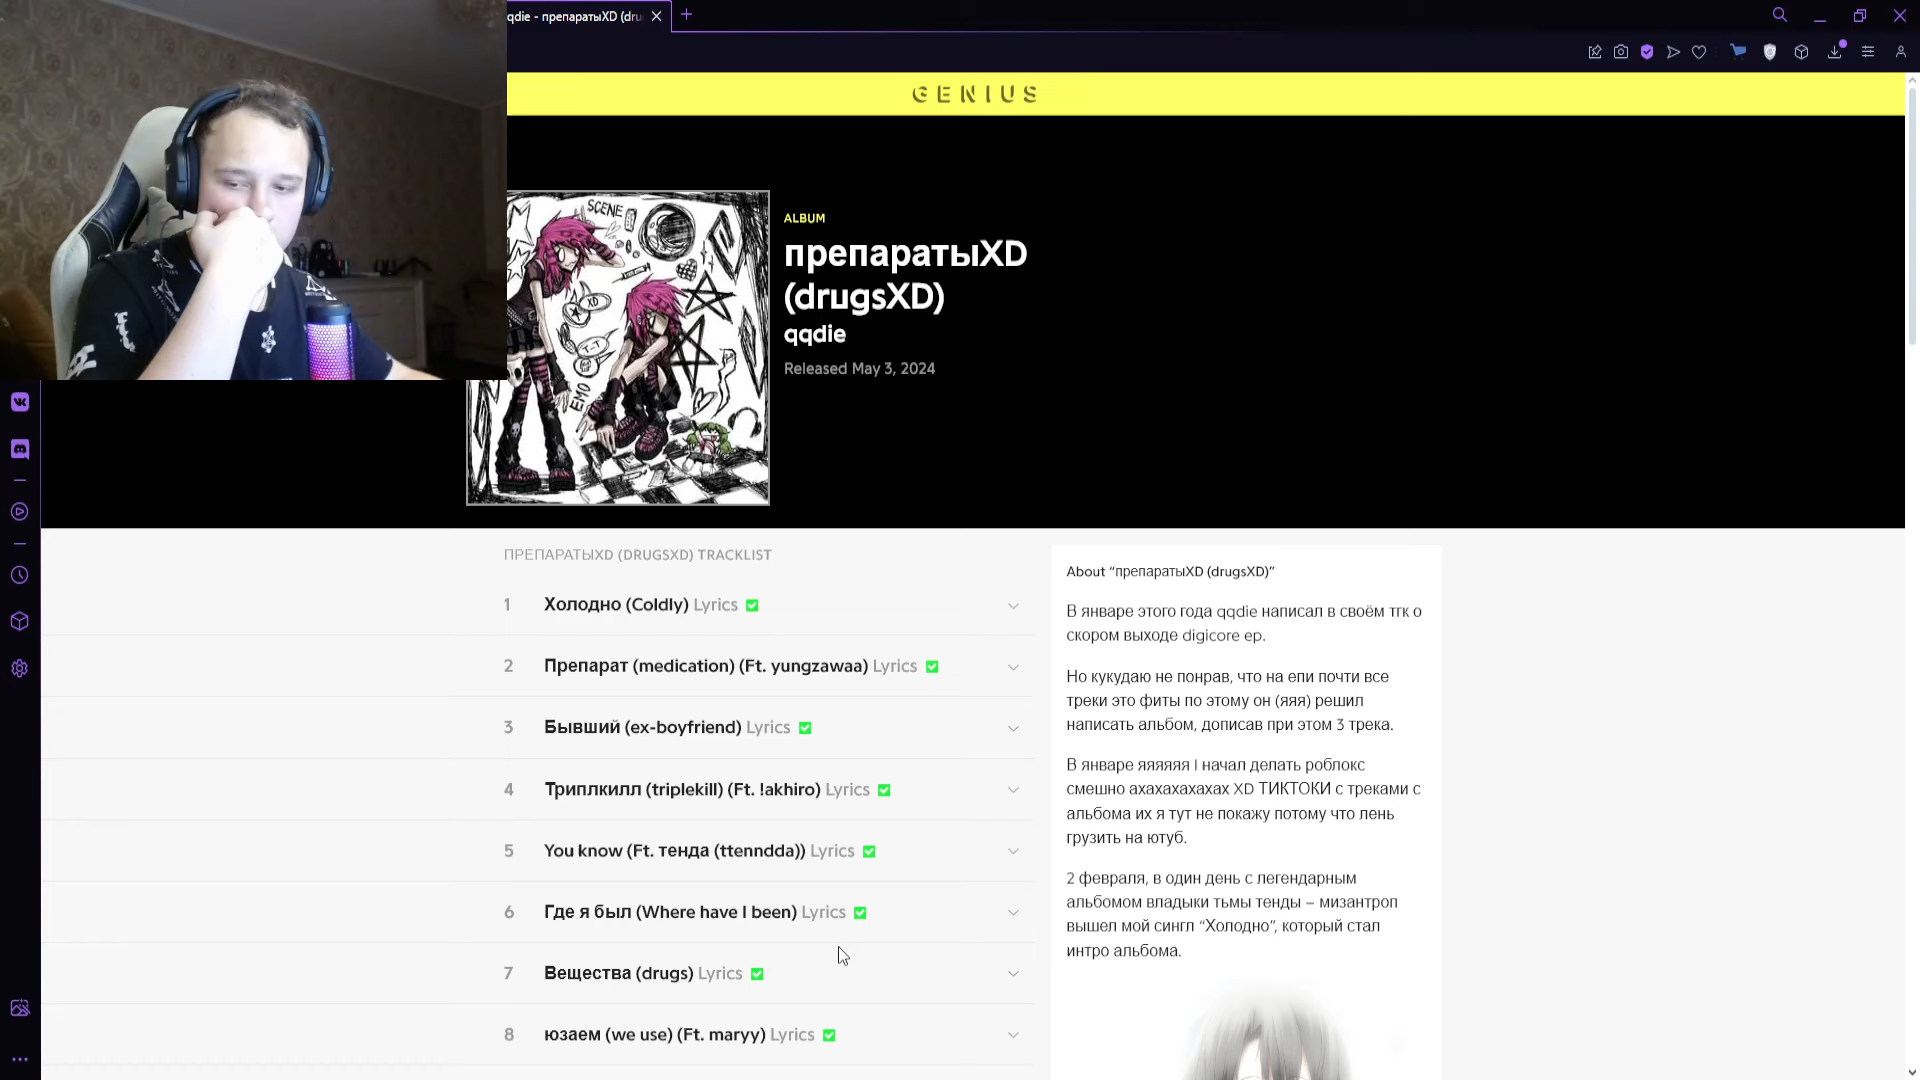 qqdie - препаратыXD (dru
GENIUS
SCENE
XD
EMO
ALBUM
препаратыXD
(drugsXD)
qqdie
Released May 3, 2024
ПРЕПАРАТЫXD (DRUGSXD) TRACKLIST
1 Холодно (Coldly) Lyrics
2 Препарат (medication) (Ft. yungzawaa) Lyrics
3 Бывший (ex-boyfriend) Lyrics
4 Триплкилл (triplekill) (Ft. !akhiro) Lyrics
5 You know (Ft. тенда (ttenndda)) Lyrics
6 Где я был (Where have I been) Lyrics
7 Вещества (drugs) Lyrics
8 юзаем (we use) (Ft. maryy) Lyrics
About “препаратыXD (drugsXD)”
В январе этого года qqdie написал в своём тгк о
скором выходе digicore ep.
Но кукудаю не понрав, что на епи почти все
треки это фиты по этому он (яяя) решил
написать альбом, дописав при этом 3 трека.
В январе яяяяяя I начал делать роблокс
смешно ахахахахахах XD ТИКТОКИ с треками с
альбома их я тут не покажу потому что лень
грузить на ютуб.
2 февраля, в один день с легендарным
альбомом владыки тьмы тенды – мизантроп
вышел мой сингл “Холодно”, который стал
интро альбома.